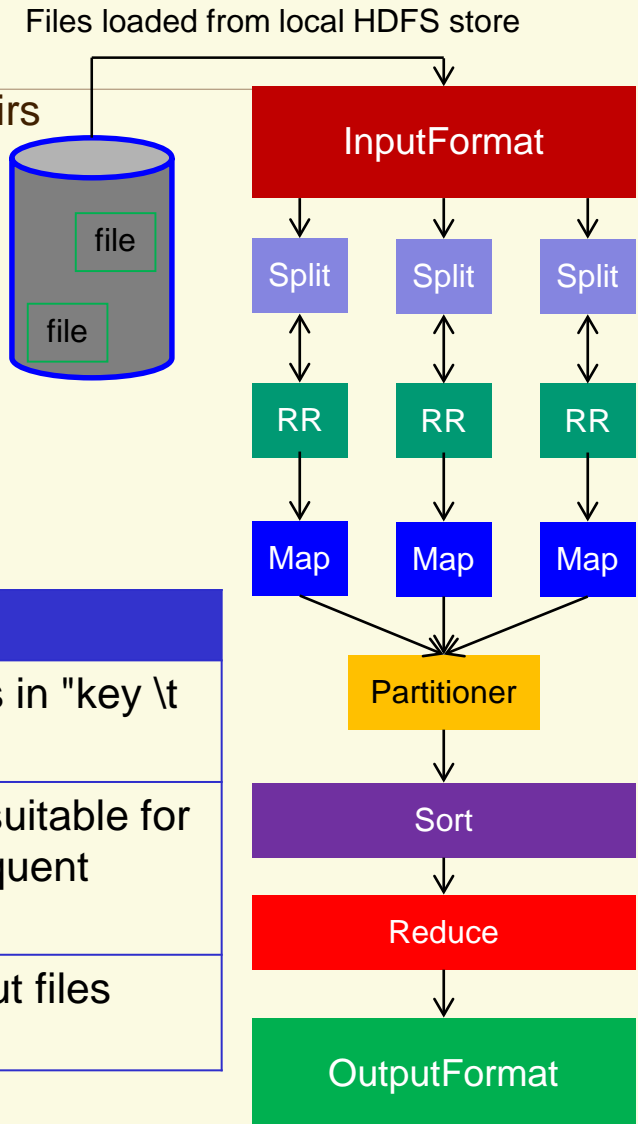 Files loaded from local HDFS store
irs
InputFormat
file
file
Split Split Split
RR RR RR
Map Map Map
s in "key \t
Partitioner
suitable for
quent
Sort
Reduce
ut files
OutputFormat